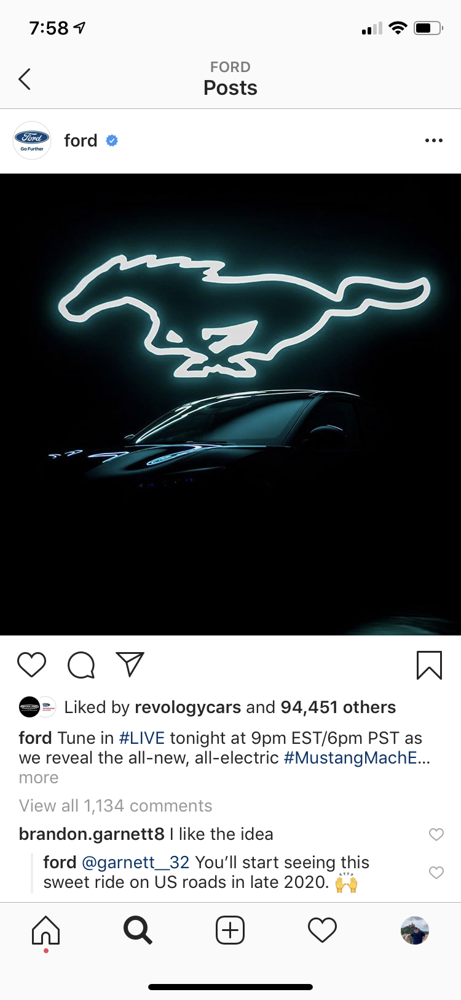 7:58
FORD
Posts
Ford
Go Further
ford
Liked by revologycars and 94,451 others
ford Tune in #LIVE tonight at 9pm EST/6pm PST as
we reveal the all-new, all-electric #MustangMachE...
more
View all 1,134 comments
brandon.garnett8 I like the idea
ford @garnett__32 You’ll start seeing this
sweet ride on US roads in late 2020. 🙌